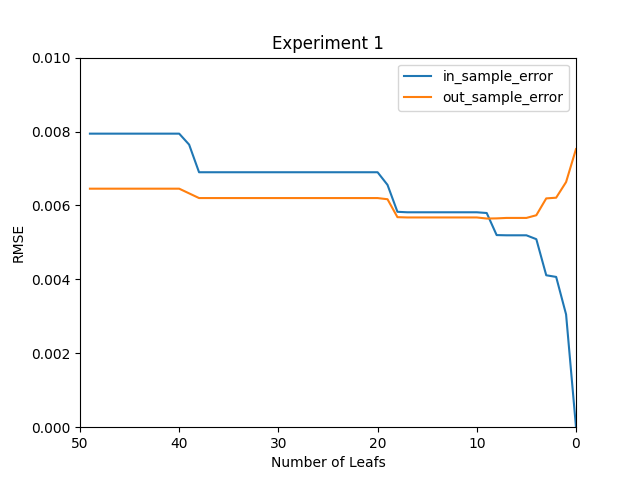 Experiment 1
in_sample_error
out_sample_error
0.010
0.008
0.006
0.004
0.002
0.000
RMSE
50 40 30 20 10 0
Number of Leafs